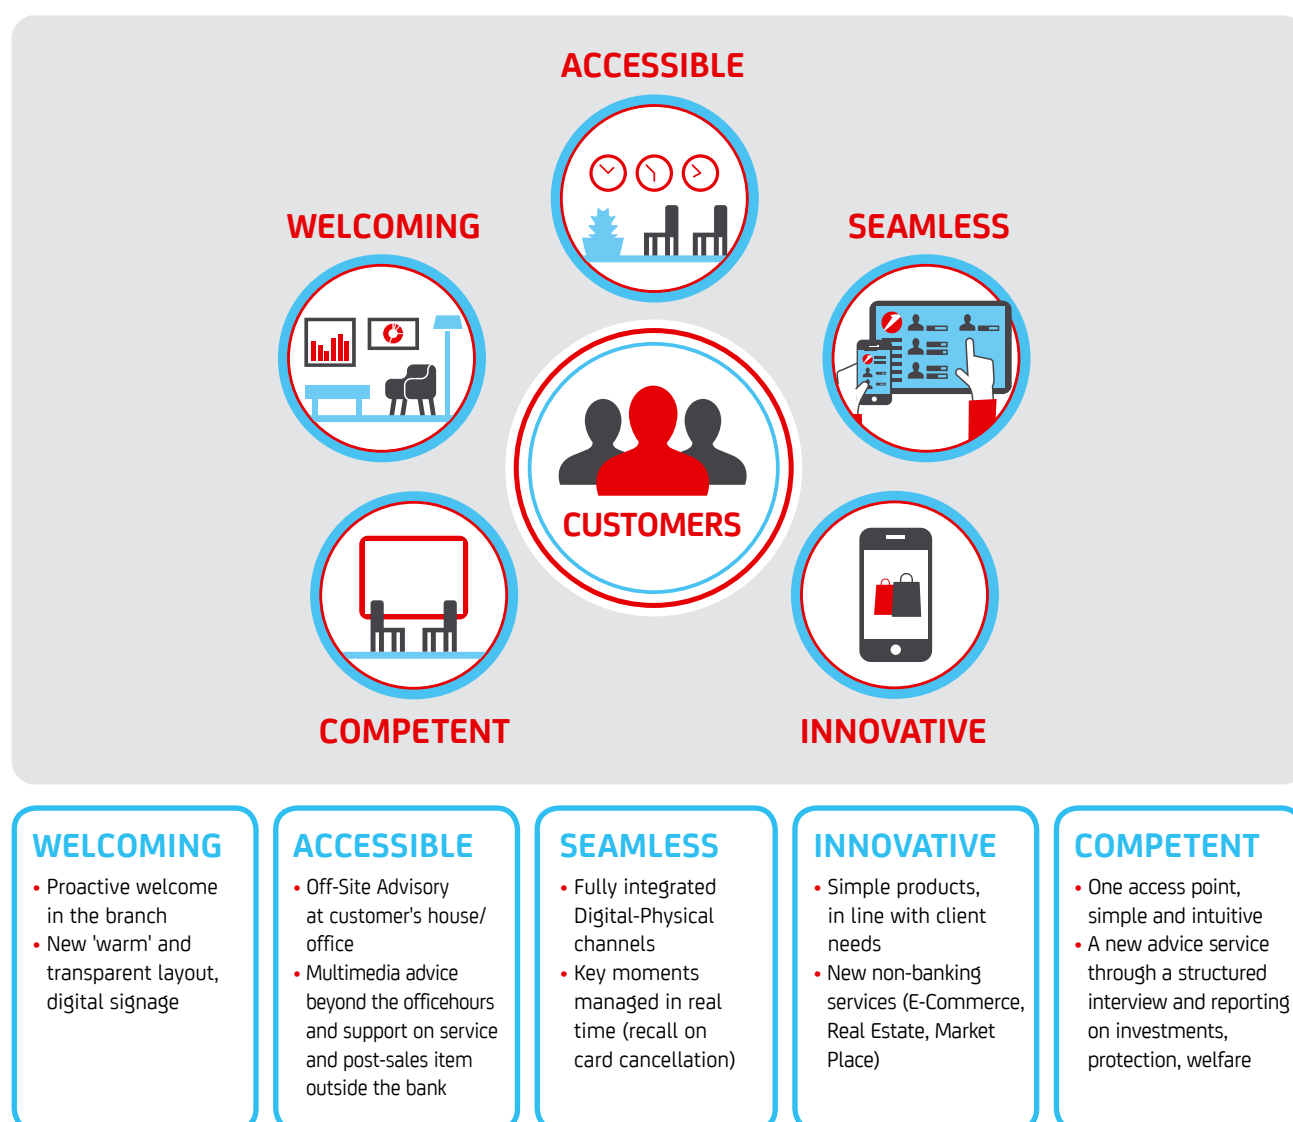 ACCESSIBLE
WELCOMING
SEAMLESS
CUSTOMERS
COMPETENT
INNOVATIVE
WELCOMING
• Proactive welcome
in the branch
• New 'warm' and
transparent layout,
digital signage
ACCESSIBLE
• Off-Site Advisory
at customer's house/
office
• Multimedia advice
beyond the officehours
and support on service
and post-sales item
outside the bank
SEAMLESS
• Fully integrated
Digital-Physical
channels
• Key moments
managed in real
time (recall on
card cancellation)
INNOVATIVE
• Simple products,
in line with client
needs
• New non-banking
services (E-Commerce,
Real Estate, Market
Place)
COMPETENT
• One access point,
simple and intuitive
• A new advice service
through a structured
interview and reporting
on investments,
protection, welfare